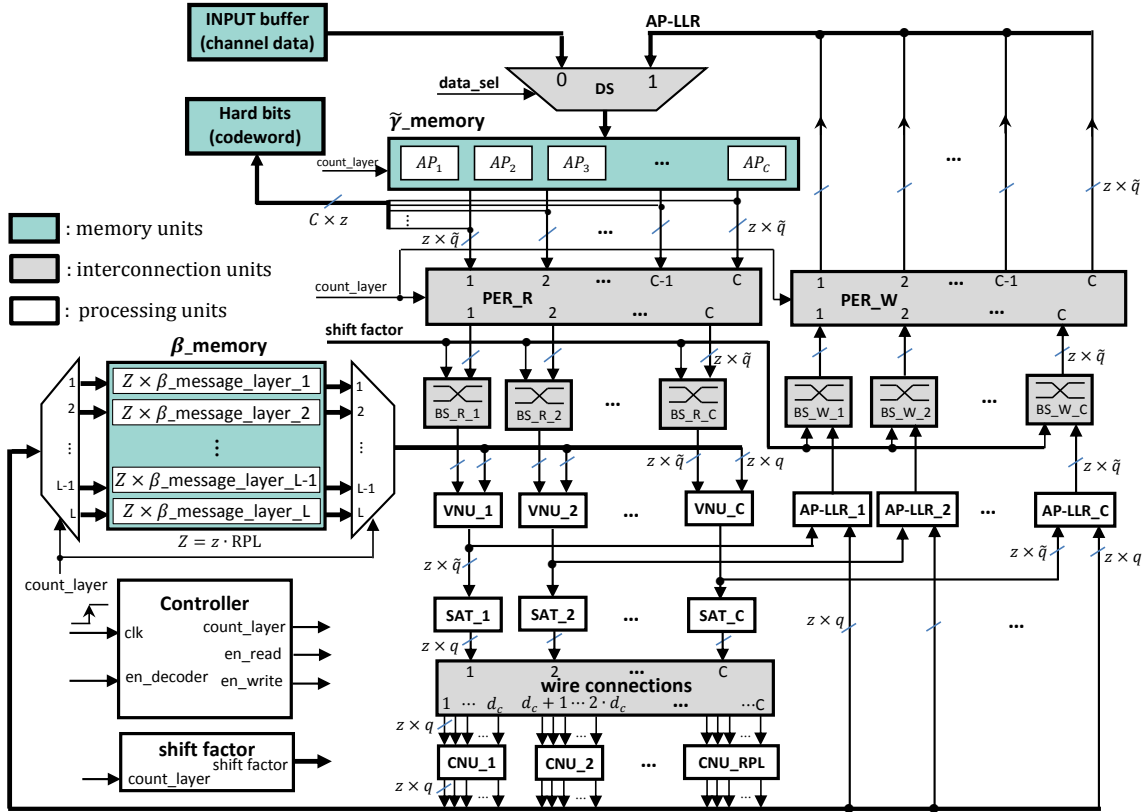 INPUT buffer
(channel data)
AP-LLR
0
1
data_sel
DS
Hard bits
(codeword)
γ̃_memory
count_layer
AP₁
AP₂
AP₃
...
AP_C
C × z
⋮
...
z × q̃
z × q̃
...
z × q̃
: memory units
: interconnection units
: processing units
count_layer
1
2
...
C-1
C
PER_R
1
2
...
C
1
2
...
C-1
C
PER_W
1
2
...
C
shift factor
z × q̃
z × q̃
β_memory
1
Z × β_message_layer_1
1
2
Z × β_message_layer_2
2
⋮
⋮
⋮
L-1
Z × β_message_layer_L-1
L-1
L
Z × β_message_layer_L
L
Z = z · RPL
count_layer
BS_R_1
BS_R_2
...
BS_R_C
BS_W_1
BS_W_2
...
BS_W_C
z × q̃
z × q
z × q̃
VNU_1
VNU_2
...
VNU_C
AP-LLR_1
AP-LLR_2
...
AP-LLR_C
z × q̃
z × q̃
z × q
SAT_1
SAT_2
...
SAT_C
z × q
z × q
...
1
2
...
C
wire connections
1 ... d_c
d_c + 1 ... 2 · d_c
...
...C
z × q
...
...
...
CNU_1
CNU_2
...
CNU_RPL
z × q
...
...
...
Controller
clk
count_layer
en_read
en_decoder
en_write
shift factor
shift factor
count_layer